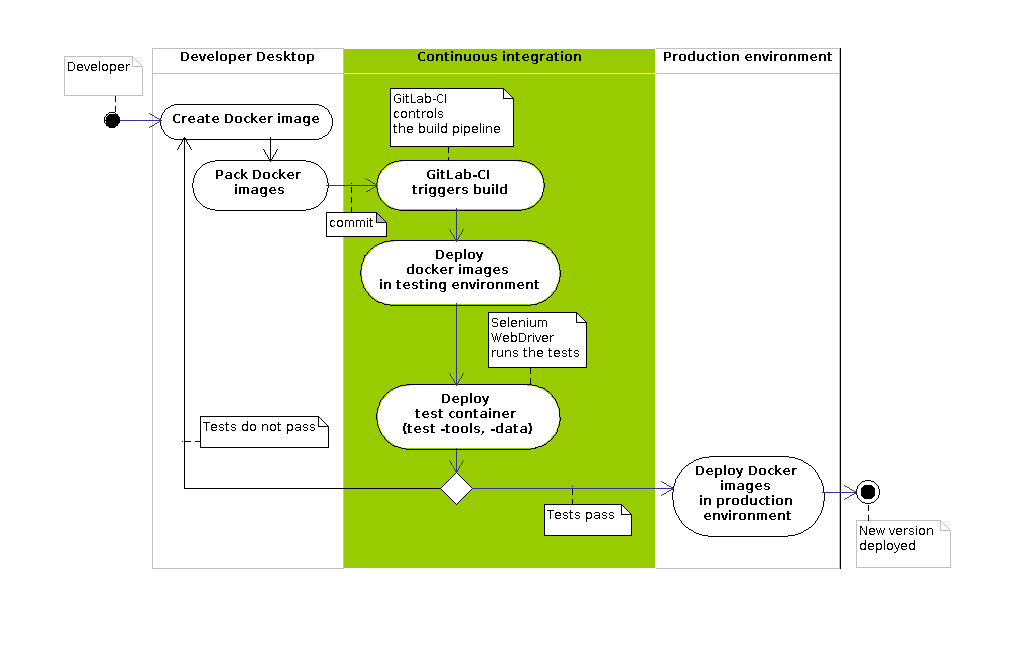 Developer Desktop
Continuous integration
Production environment
Developer
Create Docker image
GitLab-CI
controls
the build pipeline
Pack Docker
images
GitLab-CI
triggers build
commit
Deploy
docker images
in testing environment
Selenium
WebDriver
runs the tests
Deploy
test container
(test -tools, -data)
Tests do not pass
Deploy Docker
images
in production
environment
Tests pass
New version
deployed